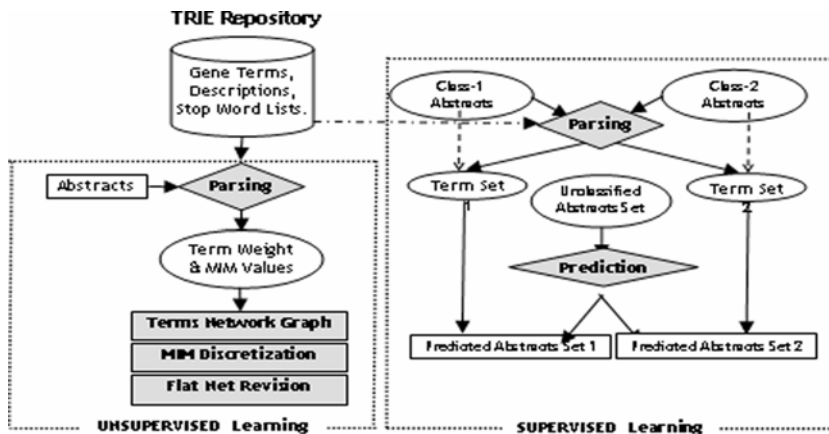 TRIE Repository
Gene Terms,
Descriptions,
Stop Word Lists.
Abstracts
Parsing
Term Weight
& MIM Values
Terms Network Graph
MIM Discretization
Flat Net Revision
UNSUPERVISED Learning
Class-1
Abstracts
Class-2
Abstracts
Parsing
Term Set
1
Unclassified
Abstracts Set
Term Set
2
Prediction
Predicted Abstracts Set 1
Predicted Abstracts Set 2
SUPERVISED Learning